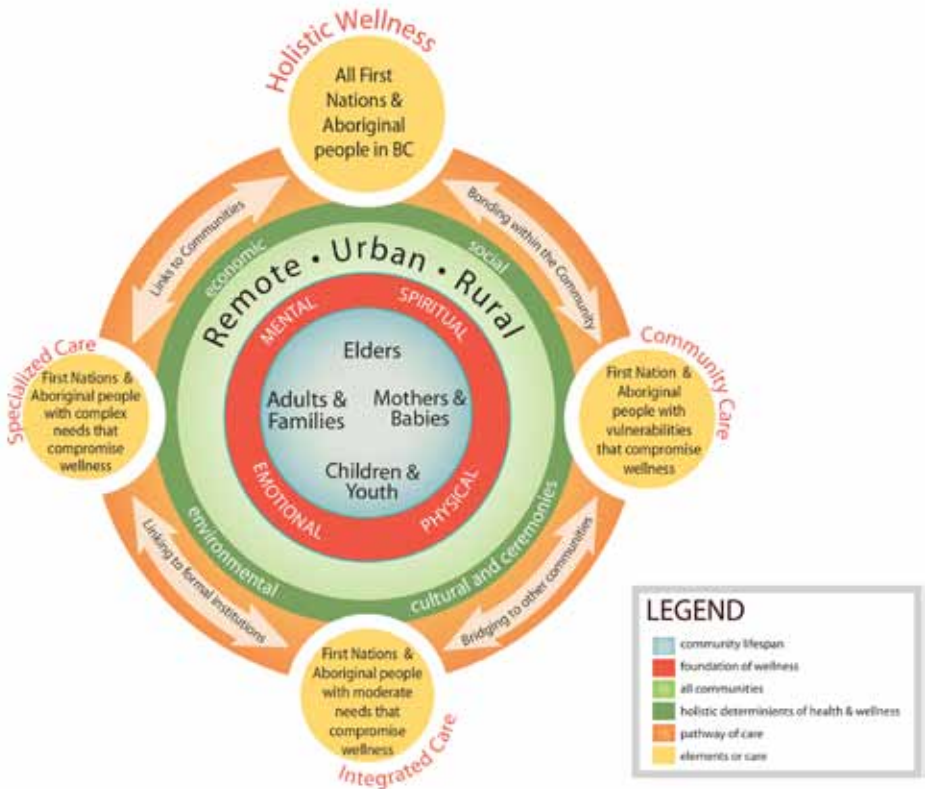 Holistic Wellness
All First
Nations &
Aboriginal
people in BC
Links to Communities
Bonding within the Community
economic
social
Remote • Urban • Rural
MENTAL
SPIRITUAL
Elders
Adults &
Families
Mothers &
Babies
Children &
Youth
EMOTIONAL
PHYSICAL
environmental
cultural and ceremonies
Specialized Care
First Nations &
Aboriginal people
with complex
needs that
compromise
wellness
Community Care
First Nation &
Aboriginal
people with
vulnerabilities
that compromise
wellness
Linking to formal institutions
Bridging to other communities
First Nations &
Aboriginal people
with moderate
needs that
compromise
wellness
Integrated Care
LEGEND
community lifespan
foundation of wellness
all communities
holistic determinients of health & wellness
pathway of care
elements or care